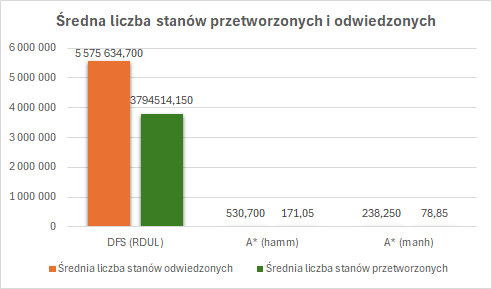 Średna liczba stanów przetworzonych i odwiedzonych
6 000 000
5 000 000
4 000 000
3 000 000
2 000 000
1 000 000
0
5 575 634,700
3794514,150
530,700
171,05
238,250
78,85
DFS (RDUL)
A* (hamm)
A* (manh)
Średnia liczba stanów odwiedzonych
Średnia liczba stanów przetworzonych